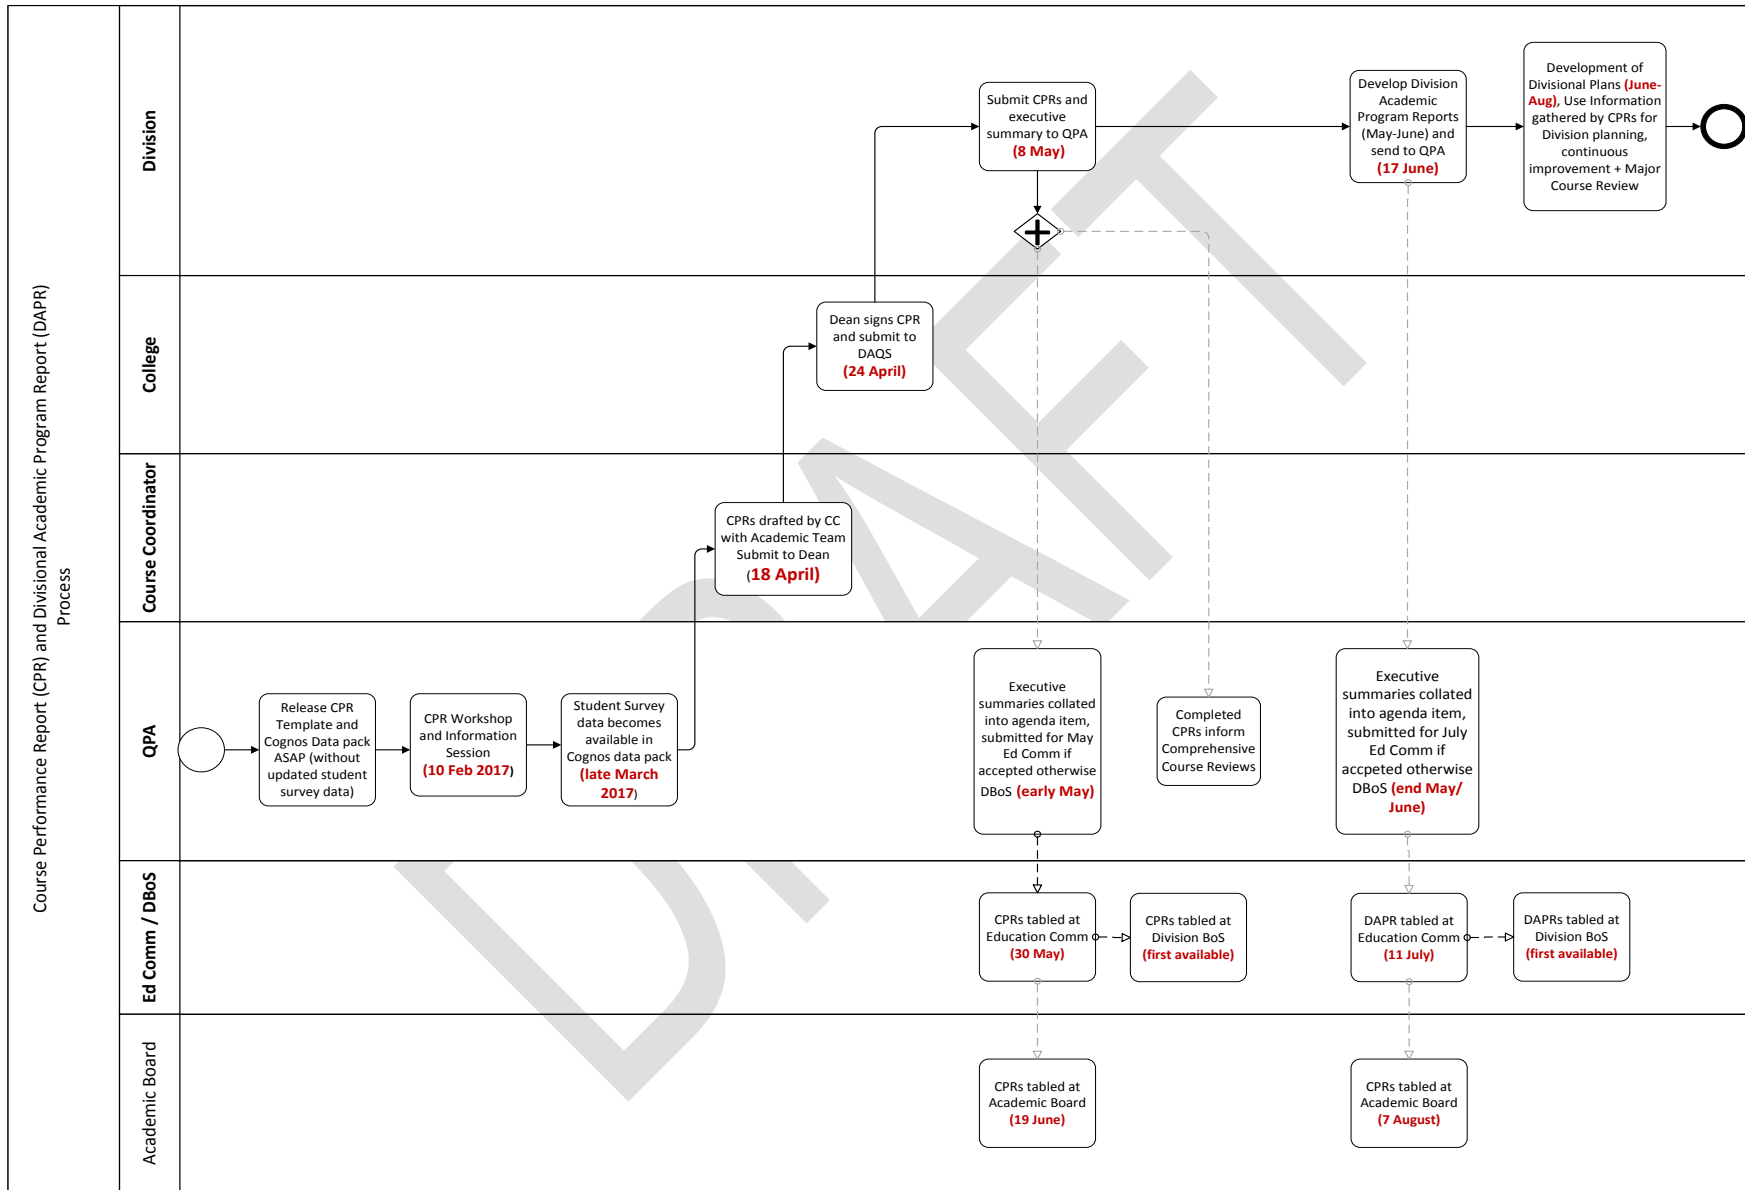 Course Performance Report (CPR) and Divisional Academic Program Report (DAPR)
Process
Division
Submit CPRs and
executive
summary to QPA
(8 May)
Develop Division
Academic
Program Reports
(May-June) and
send to QPA
(17 June)
Development of
Divisional Plans (June-
Aug), Use Information
gathered by CPRs for
Division planning,
continuous
improvement + Major
Course Review
College
Dean signs CPR
and submit to
DAQS
(24 April)
Course Coordinator
CPRs drafted by CC
with Academic Team
Submit to Dean
(18 April)
QPA
Release CPR
Template and
Cognos Data pack
ASAP (without
updated student
survey data)
CPR Workshop
and Information
Session
(10 Feb 2017)
Student Survey
data becomes
available in
Cognos data pack
(late March
2017)
Executive
summaries collated
into agenda item,
submitted for May
Ed Comm if
accepted otherwise
DBoS (early May)
Completed
CPRs inform
Comprehensive
Course Reviews
Executive
summaries collated
into agenda item,
submitted for July
Ed Comm if
accpeted otherwise
DBoS (end May/
June)
Ed Comm / DBoS
CPRs tabled at
Education Comm
(30 May)
CPRs tabled at
Division BoS
(first available)
DAPR tabled at
Education Comm
(11 July)
DAPRs tabled at
Division BoS
(first available)
Academic Board
CPRs tabled at
Academic Board
(19 June)
CPRs tabled at
Academic Board
(7 August)
DRAFT